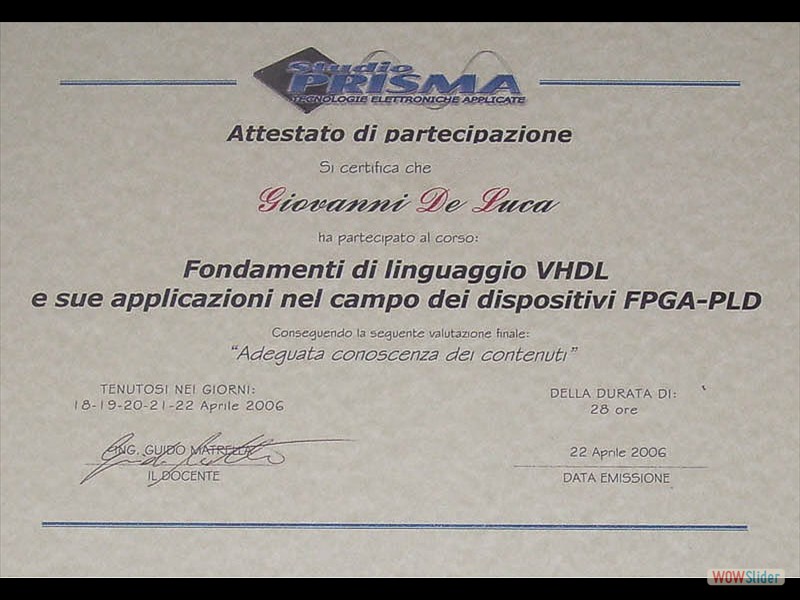 Studio
PRISMA
TECNOLOGIE ELETTRONICHE APPLICATE
Attestato di partecipazione
Si certifica che
Giovanni De Luca
ha partecipato al corso:
Fondamenti di linguaggio VHDL
e sue applicazioni nel campo dei dispositivi FPGA-PLD
Conseguendo la seguente valutazione finale:
“Adeguata conoscenza dei contenuti”
TENUTOSI NEI GIORNI:
18-19-20-21-22 Aprile 2006
DELLA DURATA DI:
28 ore
ING. GUIDO MATRELLA
IL DOCENTE
22 Aprile 2006
DATA EMISSIONE
WOWSlider